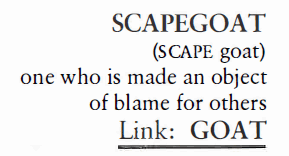 SCAPEGOAT
(SCAPE goat)
one who is made an object
of blame for others
Link: GOAT